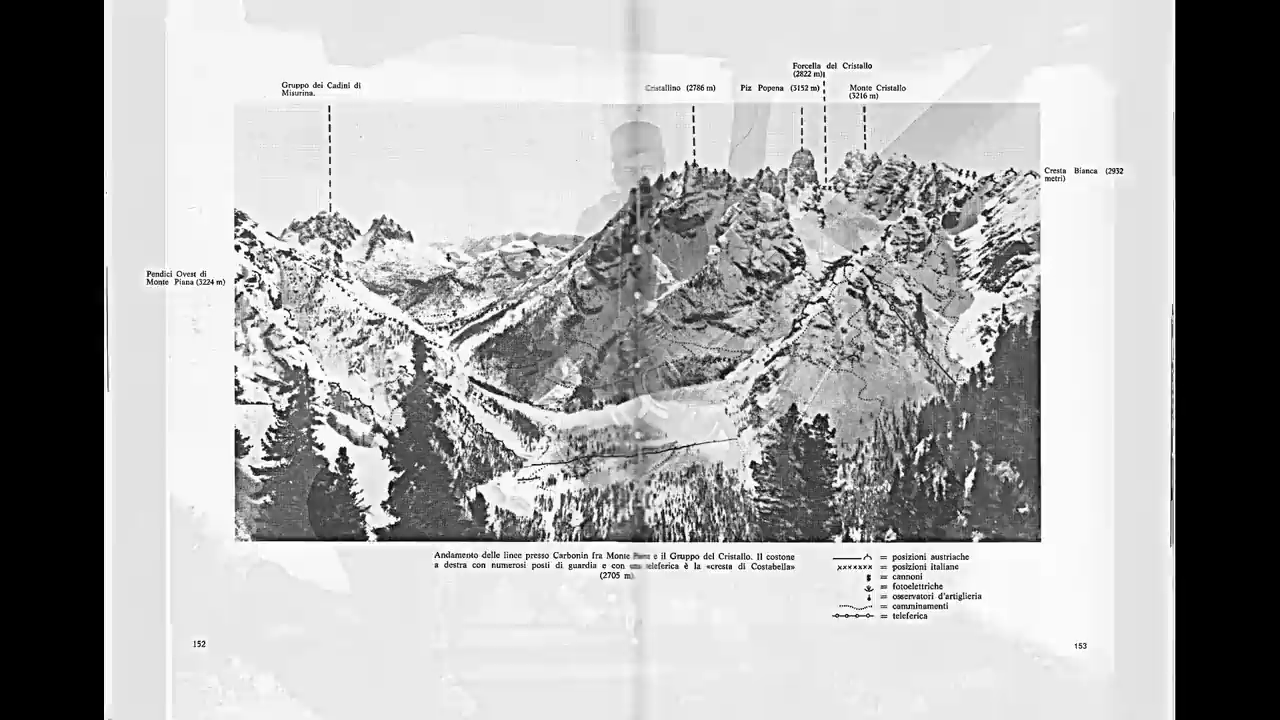 Forcella del Cristallo
(2822 m)
Gruppo dei Cadini di
Misurina.
Cristallino (2786 m)
Piz Popena (3152 m)
Monte Cristallo
(3216 m)
Cresta Bianca (2932
metri)
Pendici Ovest di
Monte Piana (3224 m)
Andamento delle linee presso Carbonin fra Monte e il Gruppo del Cristallo. Il costone
a destra con numerosi posti di guardia e con teleferica è la «cresta di Costabella»
(2705 m).
= posizioni austriache
= posizioni italiane
= cannoni
= fotoelettriche
= osservatori d'artiglieria
= camminamenti
= teleferica
152
153